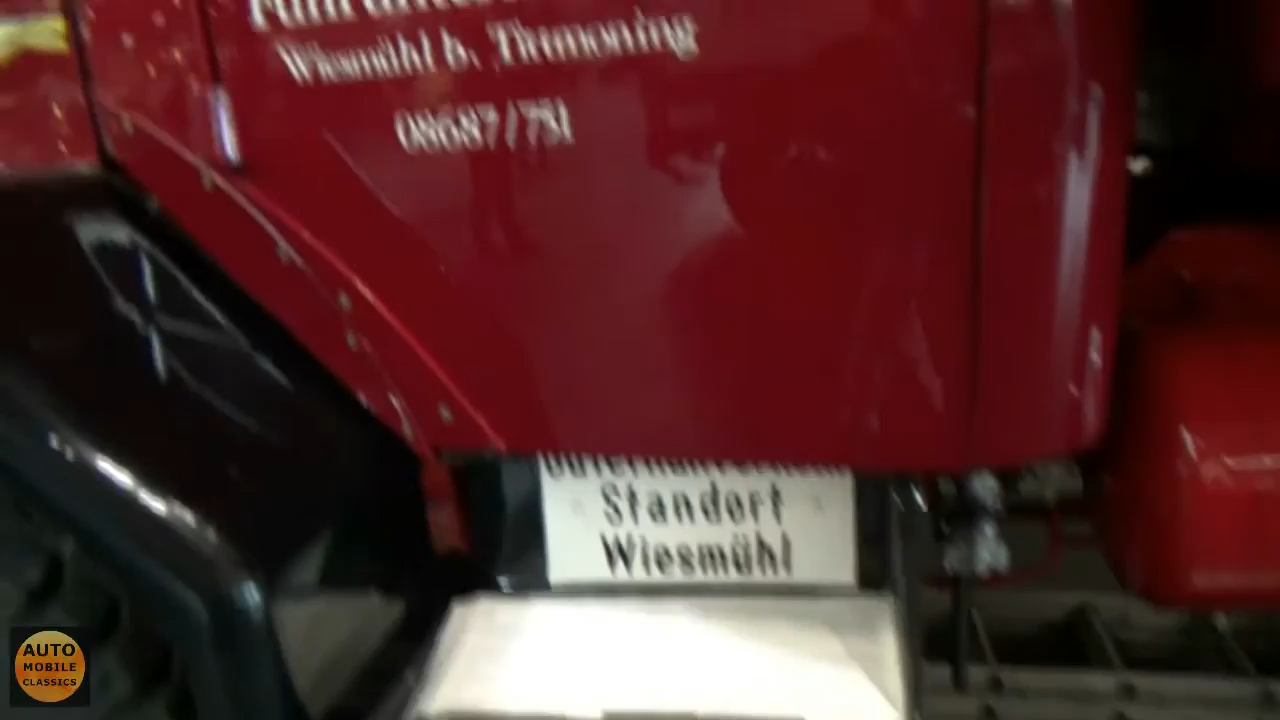 Wiesmühl b. Tittmoning
08687/751
Standort
Wiesmühl
AUTO
MOBILE
CLASSICS